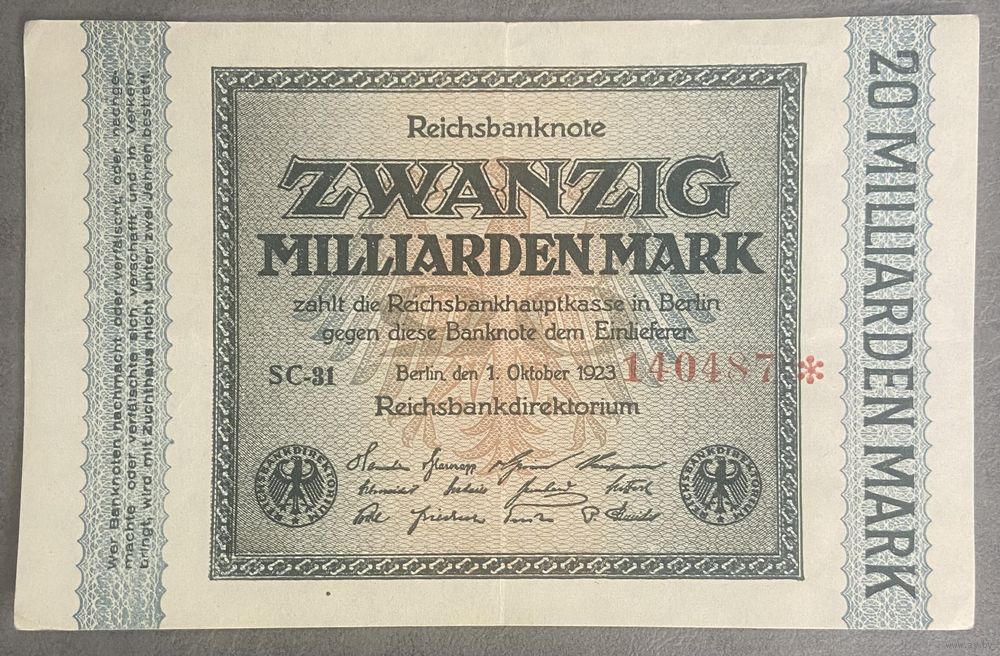 Reichsbanknote
ZWANZIG
MILLIARDEN MARK
zahlt die Reichsbankhauptkasse in Berlin
gegen diese Banknote dem Einlieferer
SC-31 Berlin, den 1. Oktober 1923 140487 *
Reichsbankdirektorium
REICHSBANKDIREKTORIUM
REICHSBANKDIREKTORIUM
Wer Banknoten nachmacht oder verfälscht, oder nachge-
machte oder verfälschte sich verschafft und in Verkehr
bringt, wird mit Zuchthaus nicht unter zwei Jahren bestraft
20 MILLIARDEN MARK